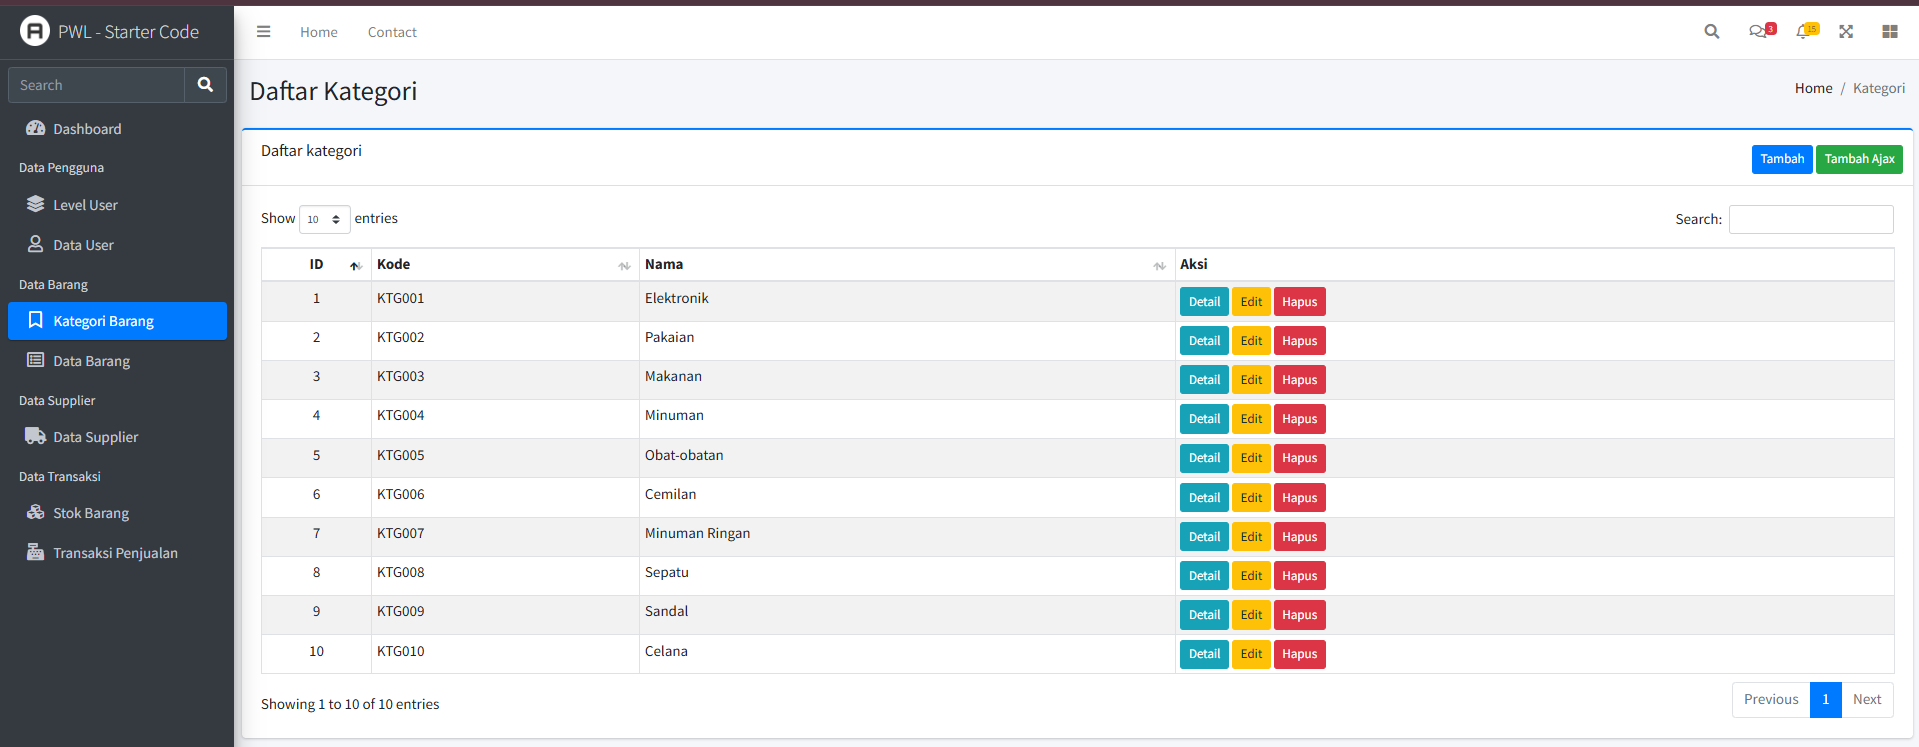 PWL - Starter Code
Home
Contact
3
15
Search
Dashboard
Data Pengguna
Level User
Data User
Data Barang
Kategori Barang
Data Barang
Data Supplier
Data Supplier
Data Transaksi
Stok Barang
Transaksi Penjualan
Daftar Kategori
Home / Kategori
Daftar kategori
Tambah Tambah Ajax
Show 10 entries
Search:
ID Kode Nama Aksi
1 KTG001 Elektronik Detail Edit Hapus
2 KTG002 Pakaian Detail Edit Hapus
3 KTG003 Makanan Detail Edit Hapus
4 KTG004 Minuman Detail Edit Hapus
5 KTG005 Obat-obatan Detail Edit Hapus
6 KTG006 Cemilan Detail Edit Hapus
7 KTG007 Minuman Ringan Detail Edit Hapus
8 KTG008 Sepatu Detail Edit Hapus
9 KTG009 Sandal Detail Edit Hapus
10 KTG010 Celana Detail Edit Hapus
Showing 1 to 10 of 10 entries
Previous 1 Next